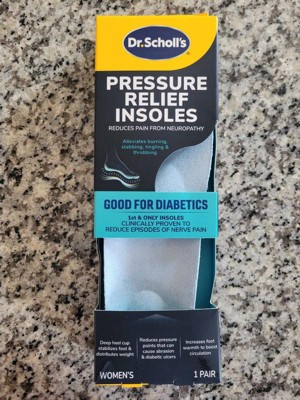 Dr.Scholl's
PRESSURE
RELIEF
INSOLES
REDUCES PAIN FROM NEUROPATHY
Alleviates burning,
stabbing, tingling &
throbbing
GOOD FOR DIABETICS
1st & ONLY INSOLES
CLINICALLY PROVEN TO
REDUCE EPISODES OF NERVE PAIN
Deep heel cup
stabilizes foot &
distributes weight
Reduces pressure
points that can
cause abrasion
& diabetic ulcers
Increases foot
warmth to boost
circulation
WOMEN'S
1 PAIR